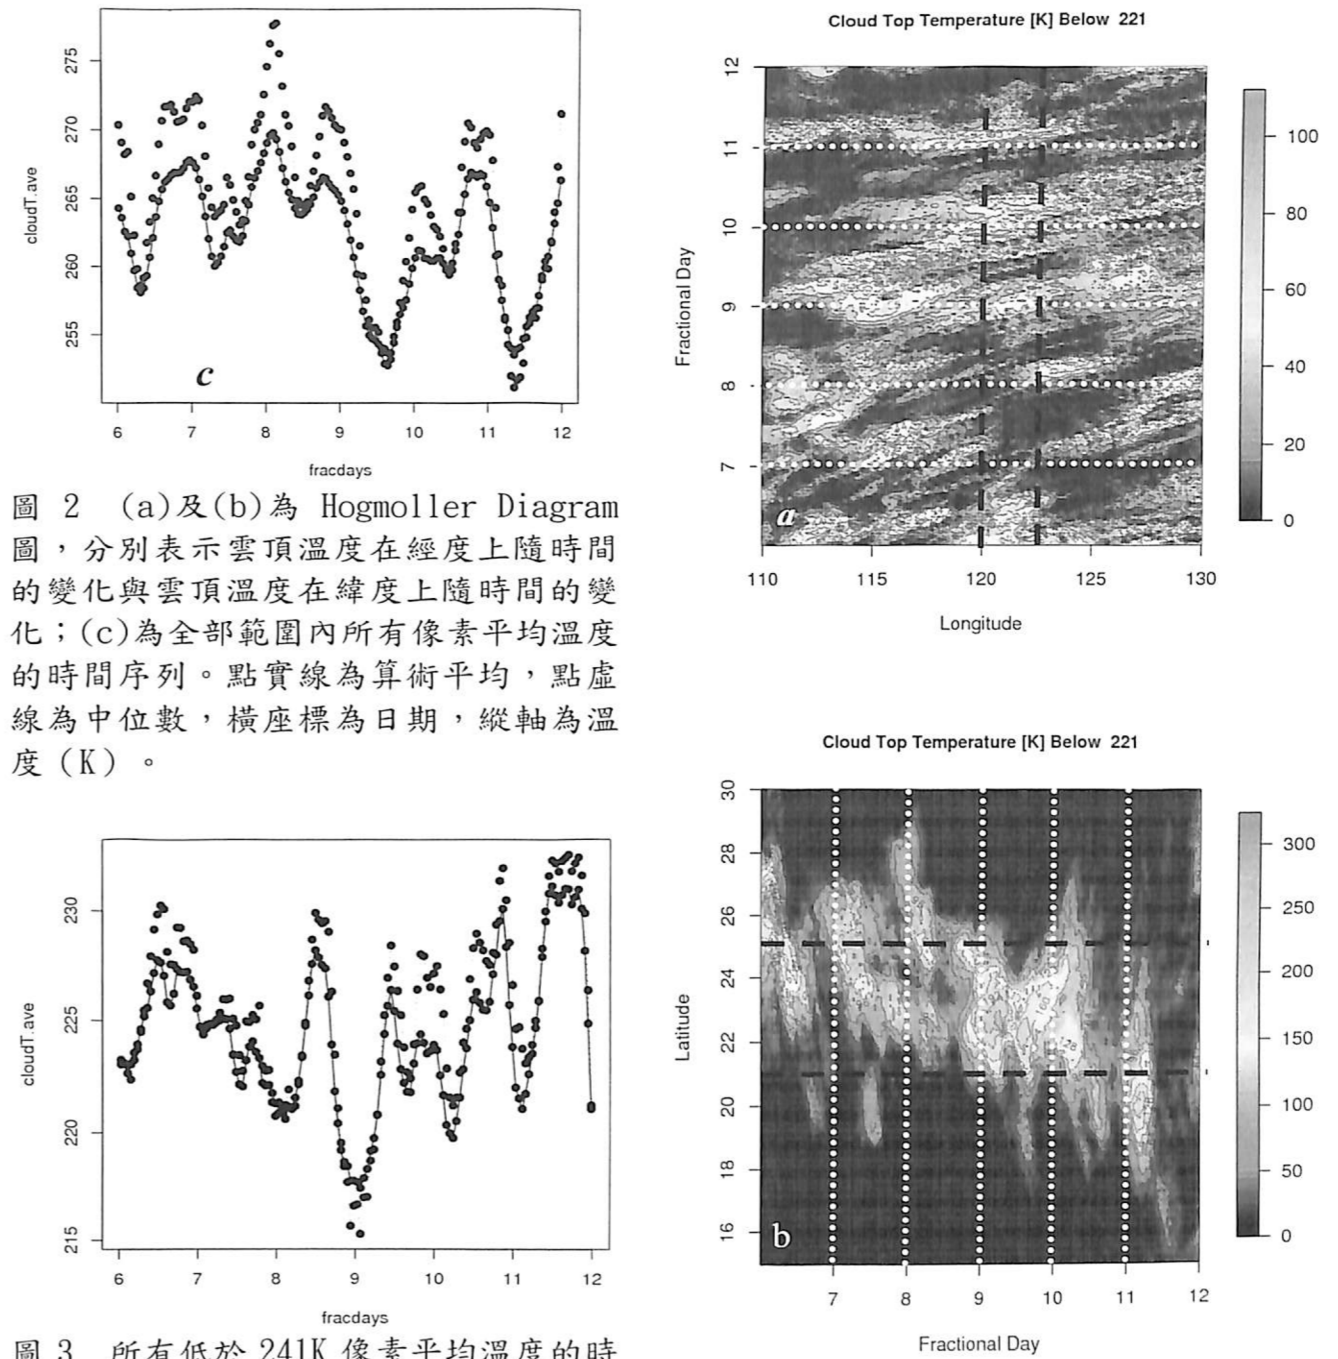 275
270
265
260
255
cloudT.ave
c
6 7 8 9 10 11 12
fracdays
圖 2 (a)及(b)為 Hogmoller Diagram
圖,分別表示雲頂溫度在經度上隨時間
的變化與雲頂溫度在緯度上隨時間的變
化;(c)為全部範圍內所有像素平均溫度
的時間序列。點實線為算術平均,點虛
線為中位數,橫座標為日期,縱軸為溫
度(K)。
230
225
220
215
cloudT.ave
6 7 8 9 10 11 12
fracdays
圖 3 所有低於 241K 像素平均溫度的時
Cloud Top Temperature [K] Below 221
12
11
10
9
8
7
Fractional Day
a
110 115 120 125 130
Longitude
100
80
60
40
20
0
Cloud Top Temperature [K] Below 221
30
28
26
24
22
20
18
16
Latitude
b
7 8 9 10 11 12
Fractional Day
300
250
200
150
100
50
0